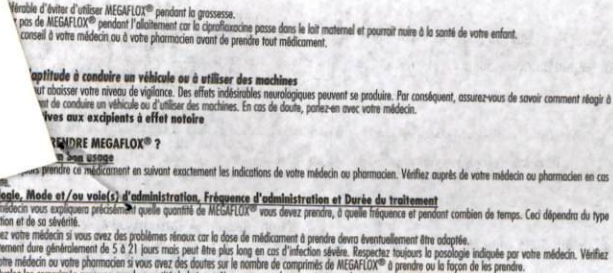 férable d'éviter d'utiliser MEGAFLOX® pendant la grossesse.
pas de MEGAFLOX® pendant l'allaitement car la ciprofloxacine passe dans le lait maternel et pourrait nuire à la santé de votre enfant.
conseil à votre médecin ou à votre pharmacien avant de prendre tout médicament.
aptitude à conduire un véhicule ou à utiliser des machines
ut abaisser votre niveau de vigilance. Des effets indésirables neurologiques peuvent se produire. Par conséquent, assurez-vous de savoir comment réagir à
nt de conduire un véhicule ou d'utiliser des machines. En cas de doute, parlez-en avec votre médecin.
ives aux excipients à effet notoire
RENDRE MEGAFLOX® ?
bon usage
prendre ce médicament en suivant exactement les indications de votre médecin ou pharmacien. Vérifiez auprès de votre médecin ou pharmacien en cas
ogie, Mode et/ou voie(s) d'administration, Fréquence d'administration et Durée du traitement
médecin vous expliquera précisément quelle quantité de MEGAFLOX® vous devez prendre, à quelle fréquence et pendant combien de temps. Ceci dépendra du type
tion et de sa sévérité.
ez votre médecin si vous avez des problèmes rénaux car la dose de médicament à prendre devra éventuellement être adaptée.
tement dure généralement de 5 à 21 jours mais peut être plus long en cas d'infection sévère. Respectez toujours la posologie indiquée par votre médecin. Vérifiez
otre médecin ou votre pharmacien si vous avez des doutes sur le nombre de comprimés de MEGAFLOX® à prendre ou la façon de les prendre.